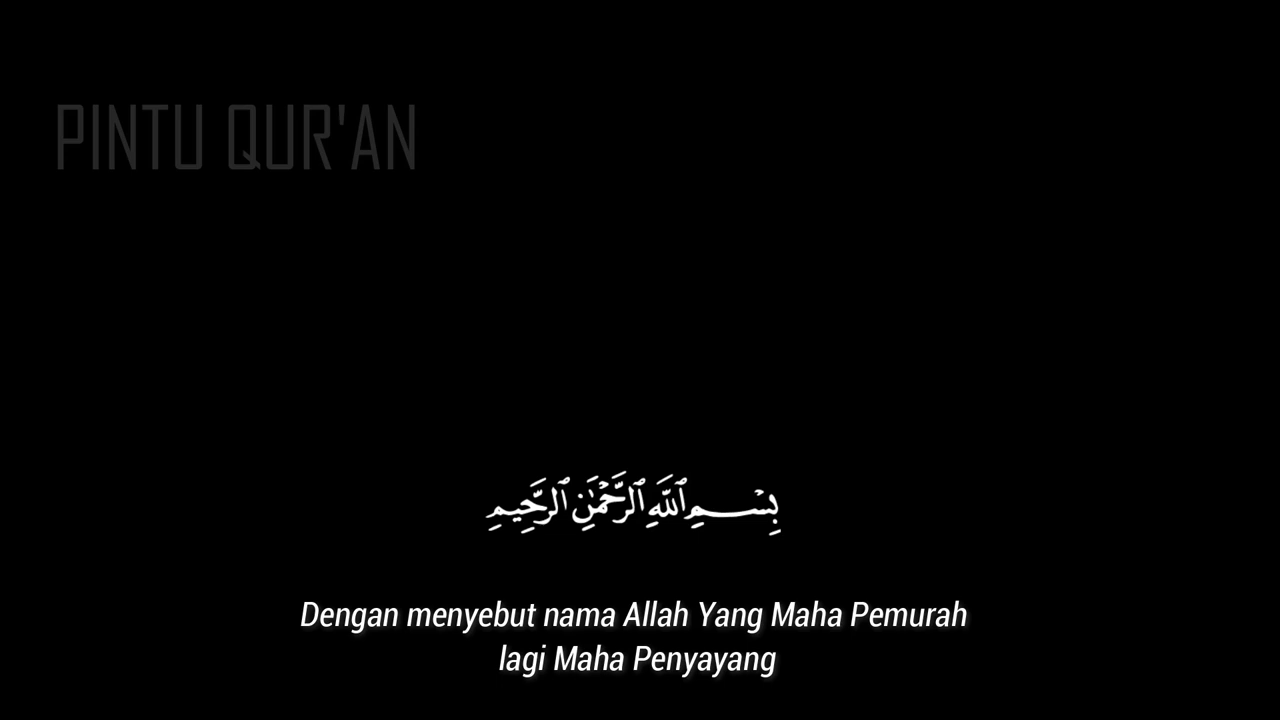 PINTU QUR'AN
بِسْمِ ٱللَّهِ ٱلرَّحْمَٰنِ ٱلرَّحِيمِ
Dengan menyebut nama Allah Yang Maha Pemurah
lagi Maha Penyayang